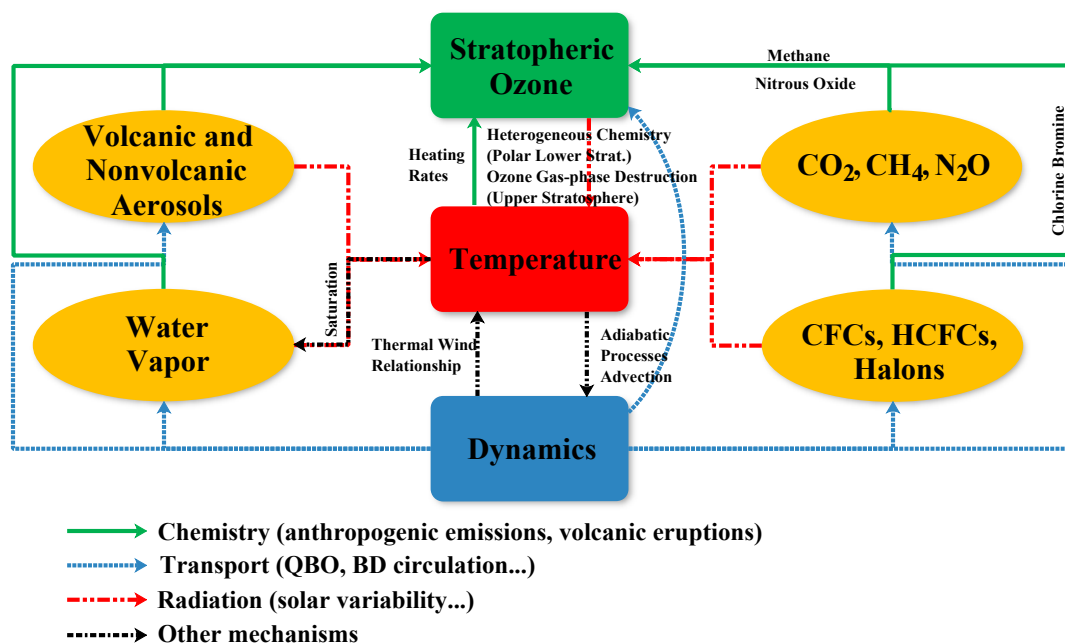 Stratopheric
Ozone
Methane
Nitrous Oxide
Volcanic and
Nonvolcanic
Aerosols
Heating
Rates
Heterogeneous Chemistry
(Polar Lower Strat.)
Ozone Gas-phase Destruction
(Upper Stratosphere)
CO₂, CH₄, N₂O
Chlorine Bromine
Temperature
Saturation
Water
Vapor
Thermal Wind
Relationship
Adiabatic
Processes
Advection
CFCs, HCFCs,
Halons
Dynamics
Chemistry (anthropogenic emissions, volcanic eruptions)
Transport (QBO, BD circulation...)
Radiation (solar variability...)
Other mechanisms